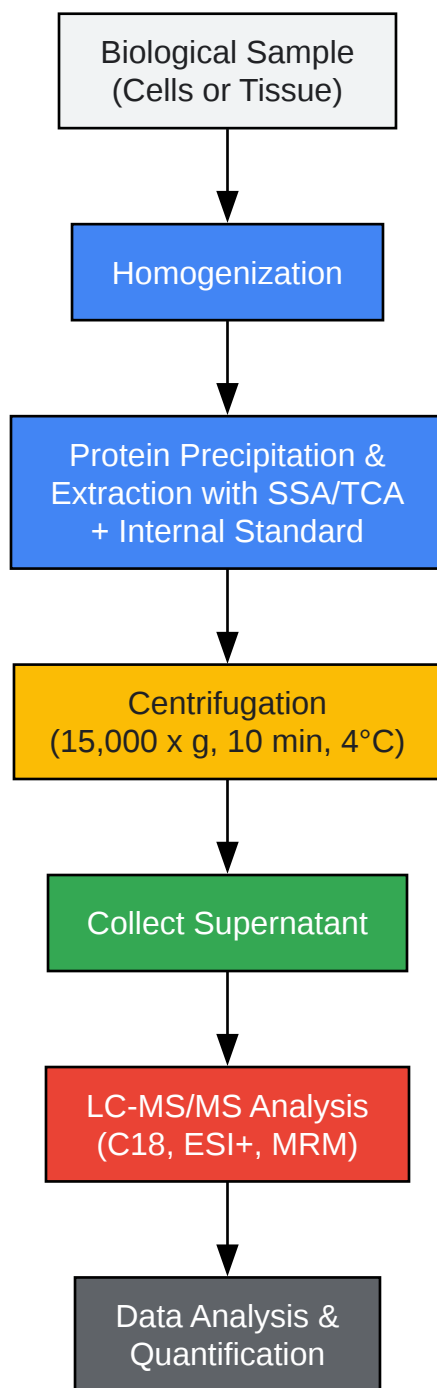 Biological Sample
(Cells or Tissue)
Homogenization
Protein Precipitation &
Extraction with SSA/TCA
+ Internal Standard
Centrifugation
(15,000 x g, 10 min, 4°C)
Collect Supernatant
LC-MS/MS Analysis
(C18, ESI+, MRM)
Data Analysis &
Quantification